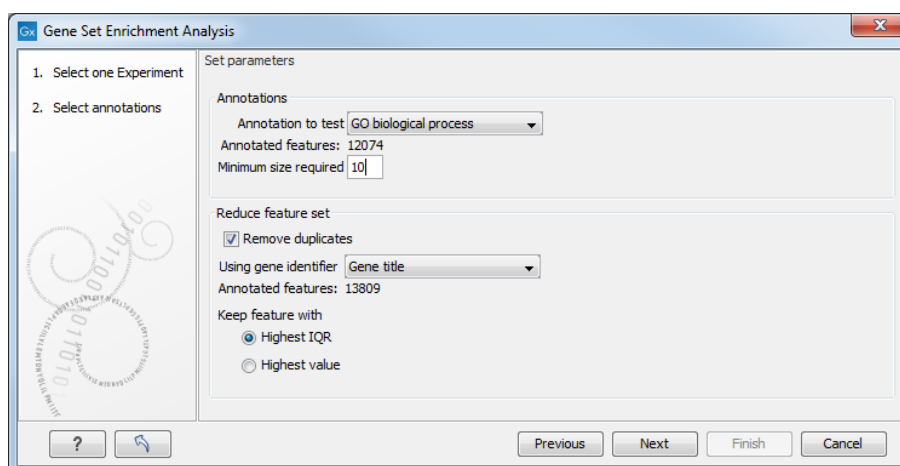 Gx Gene Set Enrichment Analysis
1. Select one Experiment
2. Select annotations
Set parameters
Annotations
Annotation to test GO biological process
Annotated features: 12074
Minimum size required 10
Reduce feature set
Remove duplicates
Using gene identifier Gene title
Annotated features: 13809
Keep feature with
Highest IQR
Highest value
? Previous Next Finish Cancel